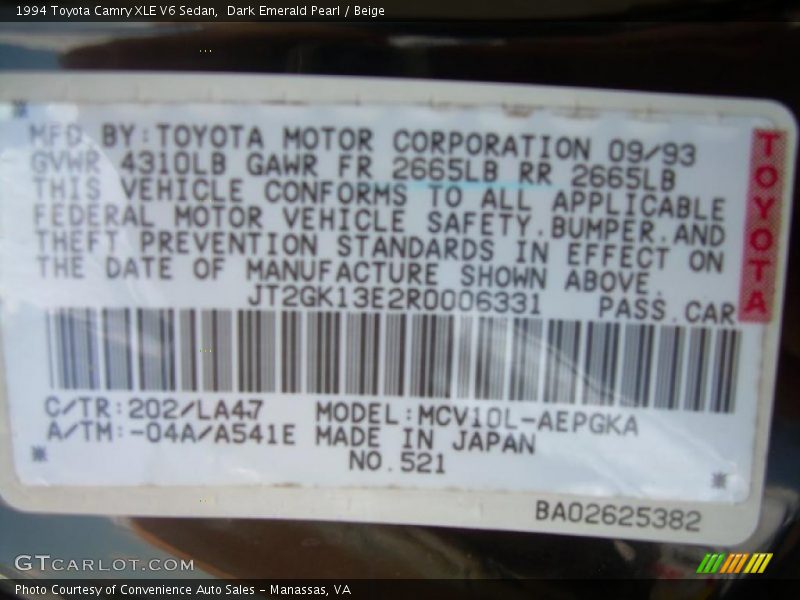 1994 Toyota Camry XLE V6 Sedan,  Dark Emerald Pearl / Beige
MFD BY:TOYOTA MOTOR CORPORATION 09/93
GVWR 4310LB GAWR FR 2665LB RR 2665LB
THIS VEHICLE CONFORMS TO ALL APPLICABLE
FEDERAL MOTOR VEHICLE SAFETY,BUMPER,AND
THEFT PREVENTION STANDARDS IN EFFECT ON
THE DATE OF MANUFACTURE SHOWN ABOVE.
JT2GK13E2R0006331 PASS.CAR
TOYOTA
C/TR:202/LA47 MODEL:MCV10L-AEPGKA
A/TM:-04A/A541E MADE IN JAPAN
NO.521
BA02625382
GTCARLOT.COM
Photo Courtesy of Convenience Auto Sales - Manassas, VA